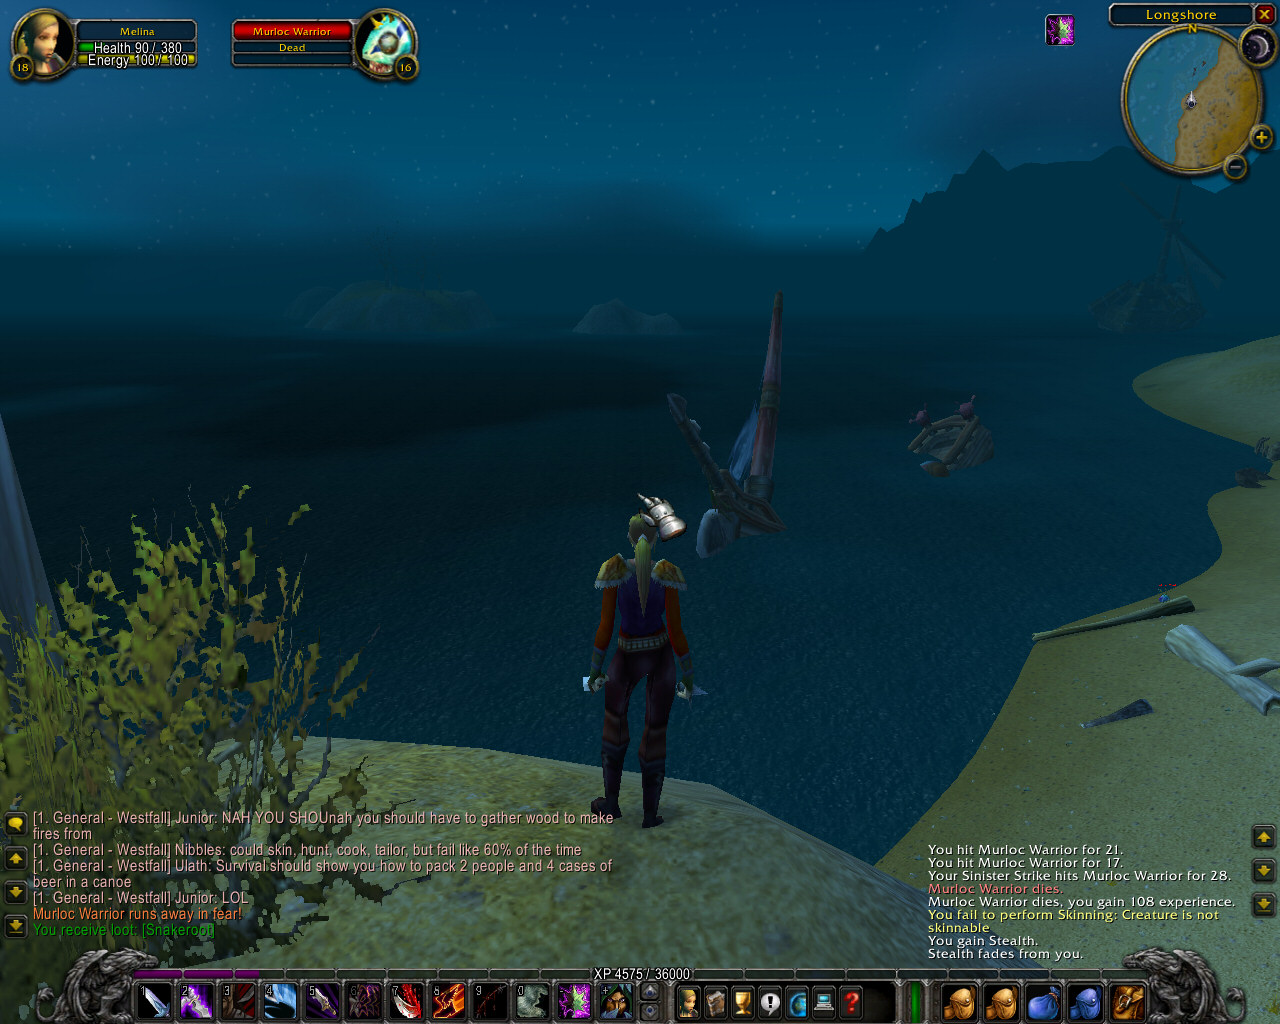 Melina
Health 90 / 380
Energy 100 / 100
18
Murloc Warrior
Dead
16
Longshore
N
[1. General - Westfall] Junior: NAH YOU SHOUnah you should have to gather wood to make
fires from
[1. General - Westfall] Nibbles: could skin, hunt, cook, tailor, but fail like 60% of the time
[1. General - Westfall] Ulath: Survival should show you how to pack 2 people and 4 cases of
beer in a canoe
[1. General - Westfall] Junior: LOL
Murloc Warrior runs away in fear!
You receive loot: [Snakeroot]
You hit Murloc Warrior for 21.
You hit Murloc Warrior for 17.
Your Sinister Strike hits Murloc Warrior for 28.
Murloc Warrior dies.
Murloc Warrior dies, you gain 108 experience.
You fail to perform Skinning: Creature is not
skinnable
You gain Stealth.
Stealth fades from you.
XP 4575 / 36000
1 2 3 4 5 6 7 8 9 0 - +